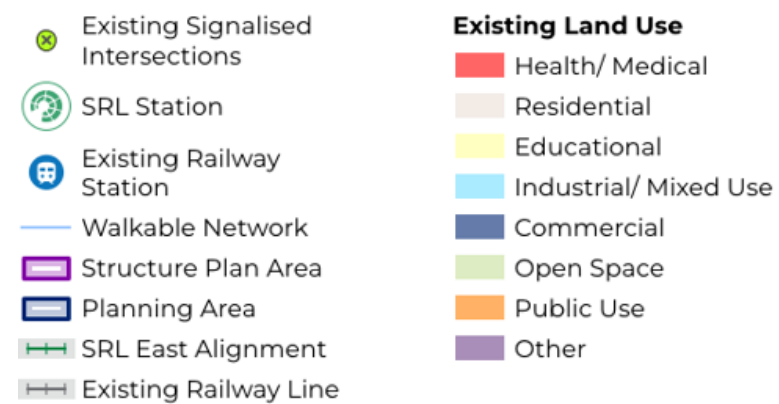 Existing Signalised
Intersections
SRL Station
Existing Railway
Station
Walkable Network
Structure Plan Area
Planning Area
SRL East Alignment
Existing Railway Line
Existing Land Use
Health/ Medical
Residential
Educational
Industrial/ Mixed Use
Commercial
Open Space
Public Use
Other